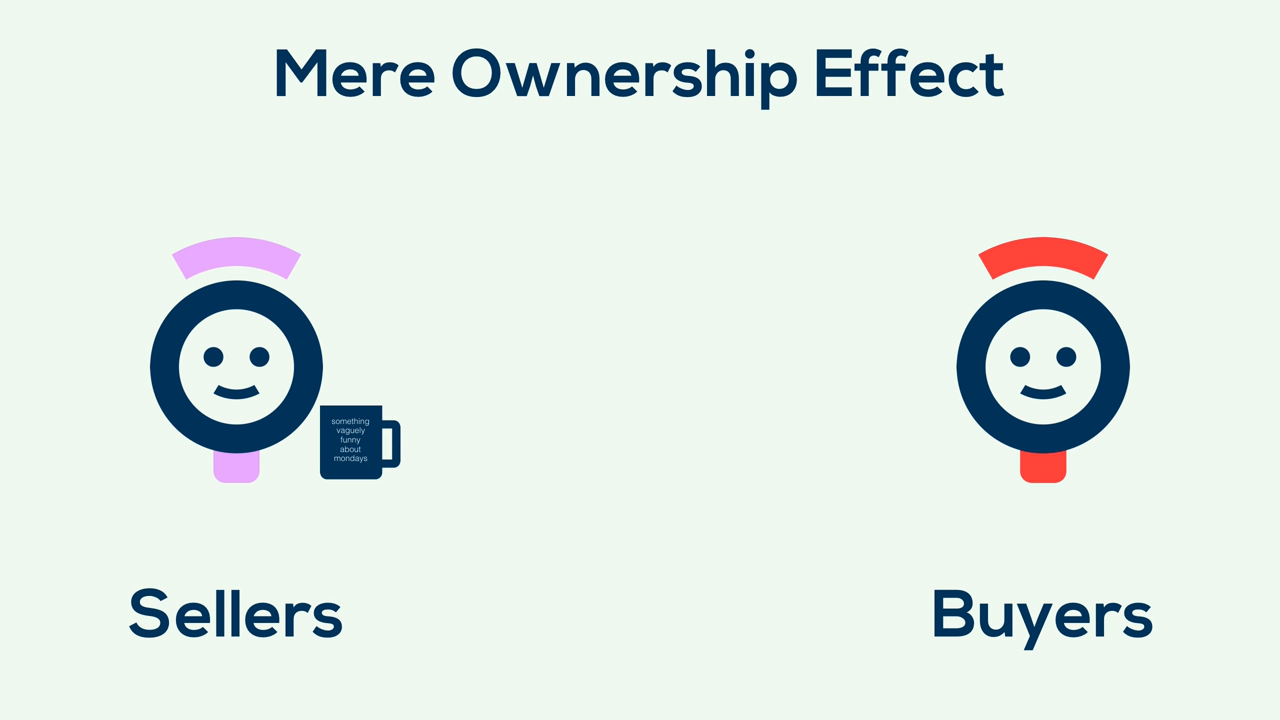 Mere Ownership Effect
something
vaguely
funny
about
mondays
Sellers
Buyers